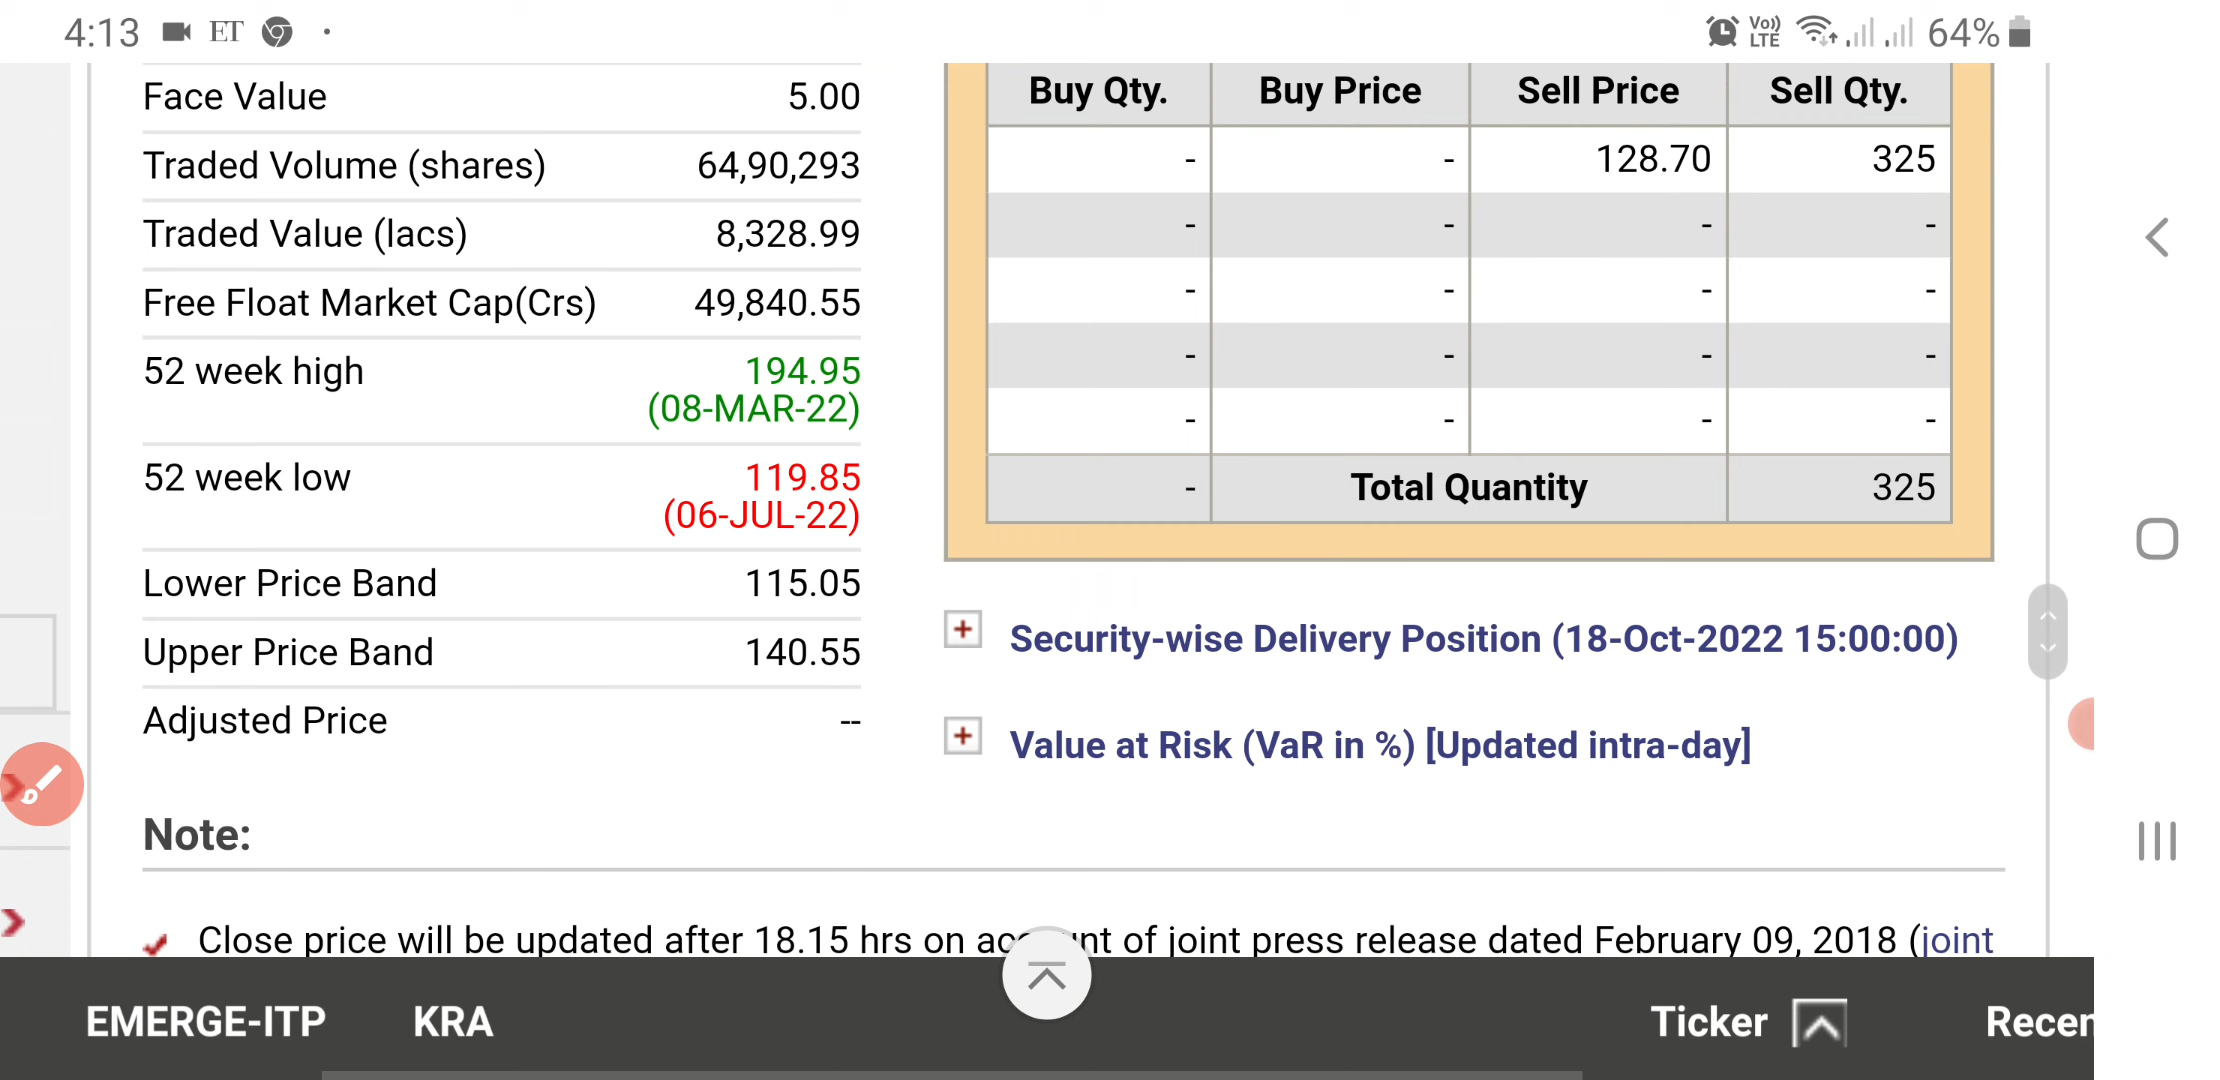 4:13 ET 64%
Vo)) LTE
Face Value 5.00
Traded Volume (shares) 64,90,293
Traded Value (lacs) 8,328.99
Free Float Market Cap(Crs) 49,840.55
52 week high 194.95
(08-MAR-22)
52 week low 119.85
(06-JUL-22)
Lower Price Band 115.05
Upper Price Band 140.55
Adjusted Price --
Buy Qty. Buy Price Sell Price Sell Qty.
- - 128.70 325
- - - -
- - - -
- - - -
- - - -
- Total Quantity 325
Security-wise Delivery Position (18-Oct-2022 15:00:00)
Value at Risk (VaR in %) [Updated intra-day]
Note:
Close price will be updated after 18.15 hrs on of joint press release dated February 09, 2018 (joint
EMERGE-ITP KRA Ticker